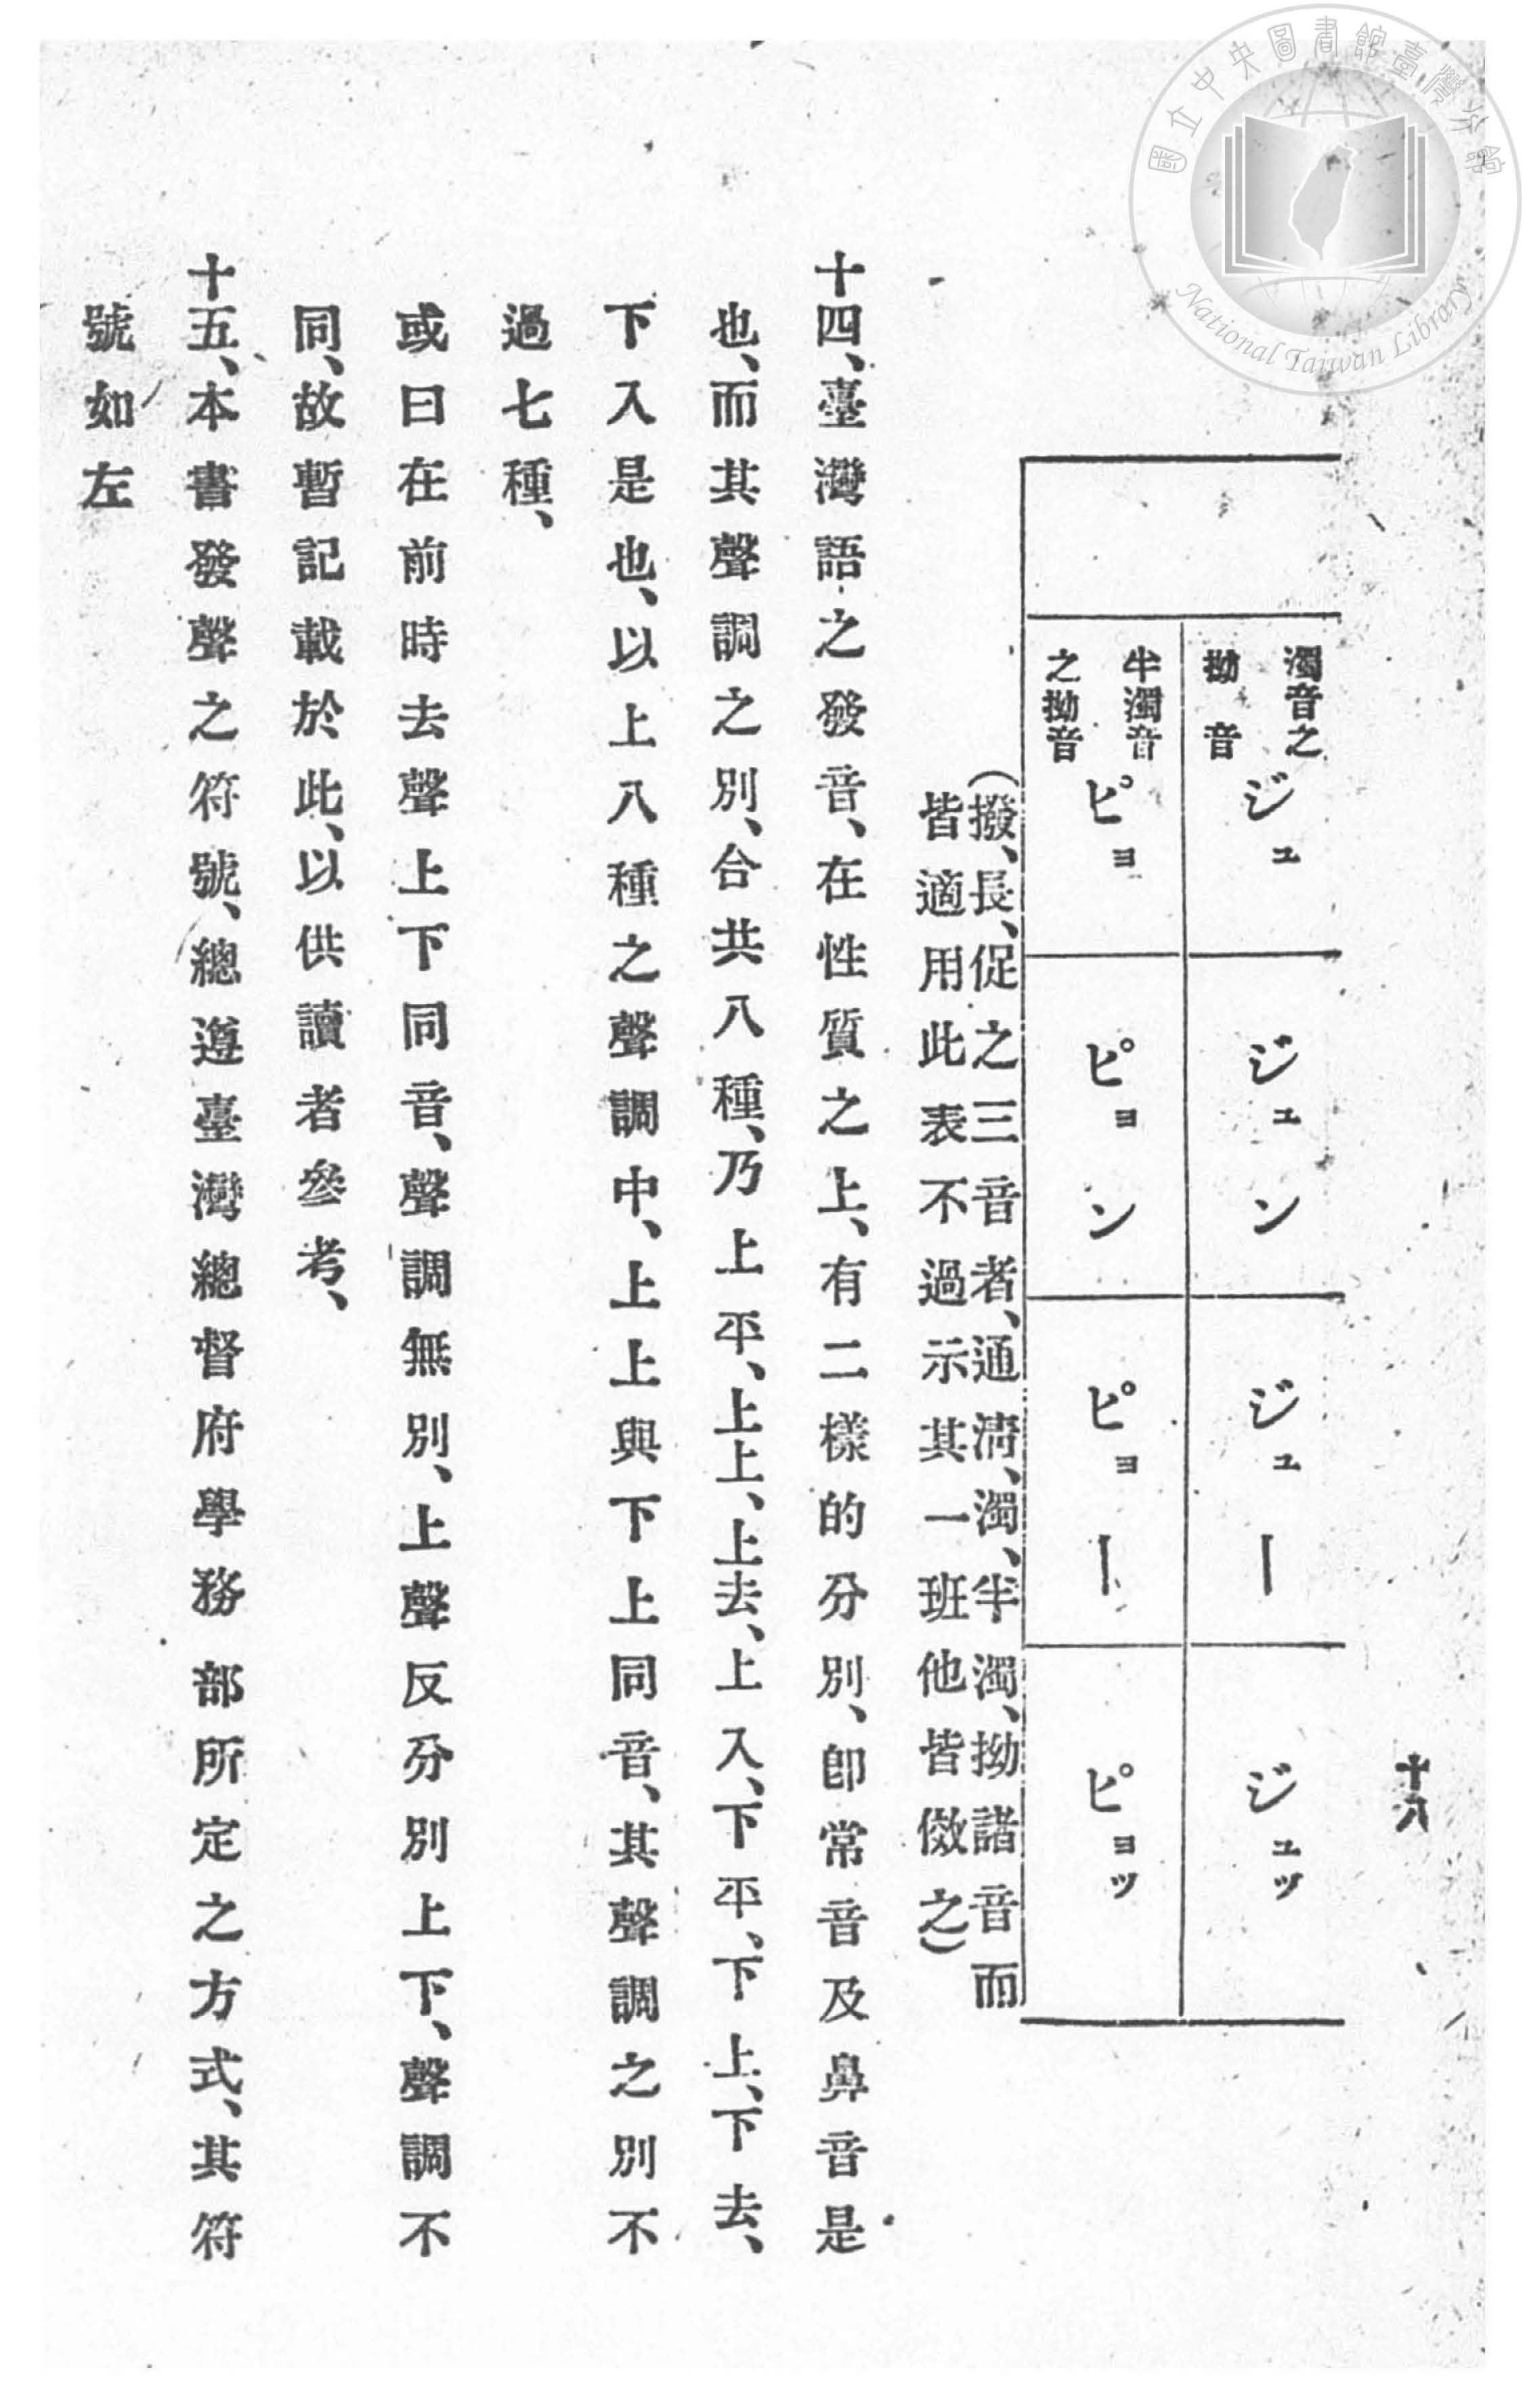 國立中央圖書館臺灣分館
National Taiwan Library
十八
濁音之
拗音
ジュ
ジュン
ジュー
ジュッ
半濁音
之拗音
ピョ
ピョン
ピョー
ピョッ
(撥、長、促之三音者、通淸、濁、半濁、拗諸音而
皆適用此表不過示其一班他皆倣之)
十四、臺灣語之發音、在性質之上、有二樣的分別、卽常音及鼻音是
也、而其聲調之別、合共八種、乃上平、上上、上去、上入、下平、下上、下去、
下入是也、以上八種之聲調中、上上與下上同音、其聲調之別不
過七種、
或曰在前時去聲上下同音、聲調無別、上聲反分別上下、聲調不
同、故暫記載於此、以供讀者參考、
十五、本書發聲之符號、總遵臺灣總督府學務部所定之方式、其符
號如左